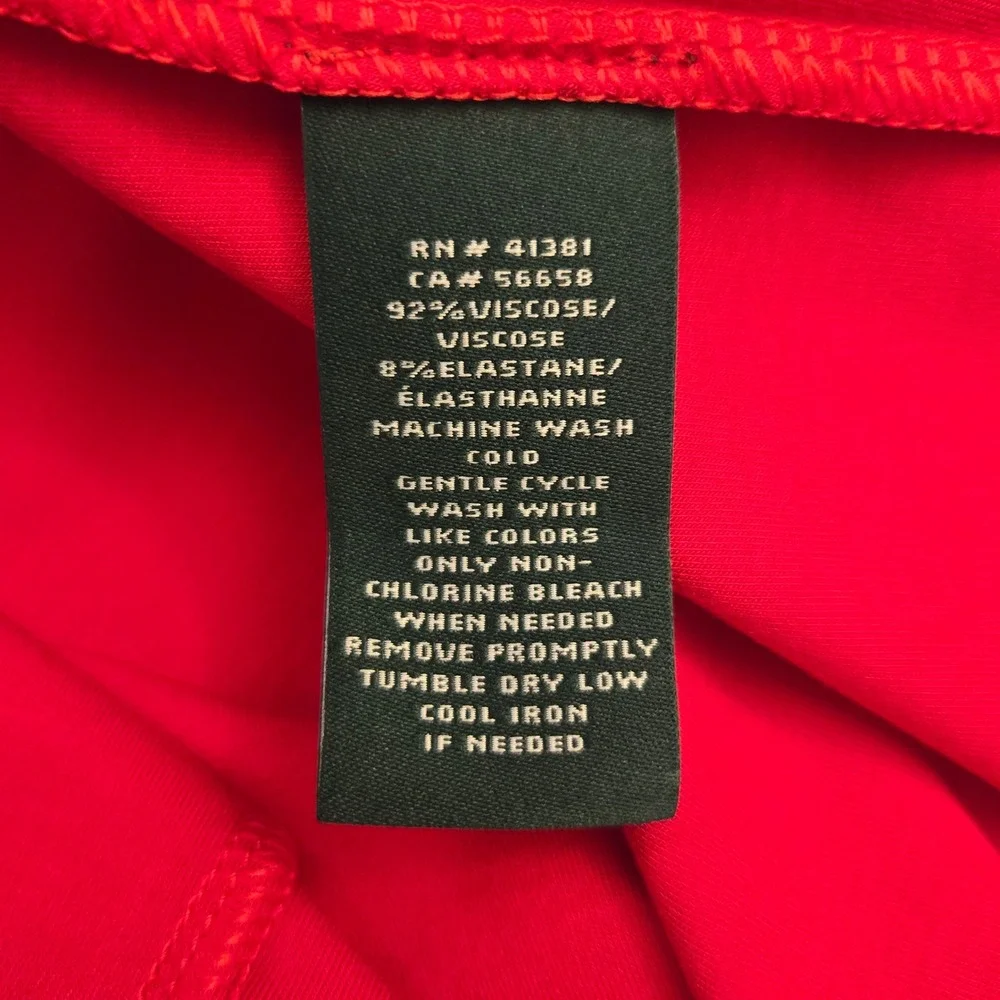 RN # 41381
CA# 56658
92%VISCOSE/
VISCOSE
8%ELASTANE/
ÉLASTHANNE
MACHINE WASH
COLD
GENTLE CYCLE
WASH WITH
LIKE COLORS
ONLY NON-
CHLORINE BLEACH
WHEN NEEDED
REMOVE PROMPTLY
TUMBLE DRY LOW
COOL IRON
IF NEEDED